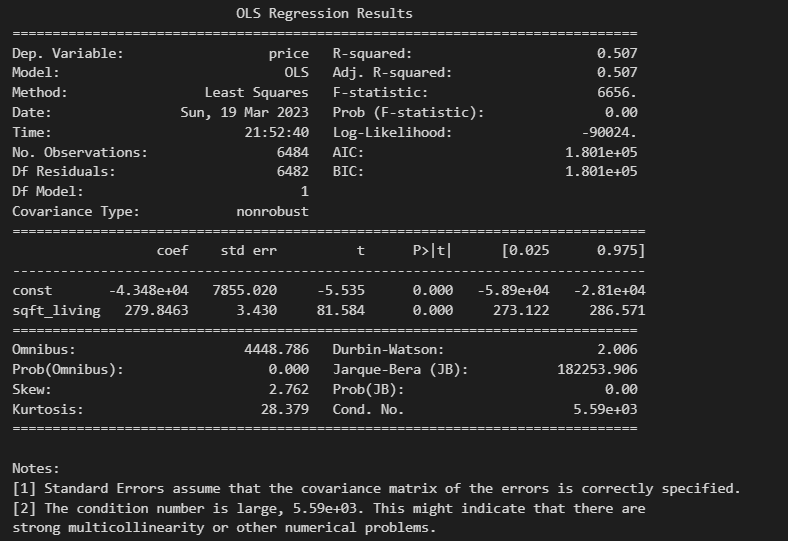 OLS Regression Results
==============================================================================
Dep. Variable:                  price   R-squared:                       0.507
Model:                            OLS   Adj. R-squared:                  0.507
Method:                 Least Squares   F-statistic:                     6656.
Date:                Sun, 19 Mar 2023   Prob (F-statistic):               0.00
Time:                        21:52:40   Log-Likelihood:                -90024.
No. Observations:                6484   AIC:                         1.801e+05
Df Residuals:                    6482   BIC:                         1.801e+05
Df Model:                           1
Covariance Type:            nonrobust
===============================================================================
                  coef    std err          t      P>|t|      [0.025      0.975]
-------------------------------------------------------------------------------
const       -4.348e+04   7855.020     -5.535      0.000   -5.89e+04   -2.81e+04
sqft_living   279.8463      3.430     81.584      0.000     273.122     286.571
==============================================================================
Omnibus:                     4448.786   Durbin-Watson:                   2.006
Prob(Omnibus):                  0.000   Jarque-Bera (JB):           182253.906
Skew:                           2.762   Prob(JB):                         0.00
Kurtosis:                      28.379   Cond. No.                     5.59e+03
==============================================================================

Notes:
[1] Standard Errors assume that the covariance matrix of the errors is correctly specified.
[2] The condition number is large, 5.59e+03. This might indicate that there are
strong multicollinearity or other numerical problems.